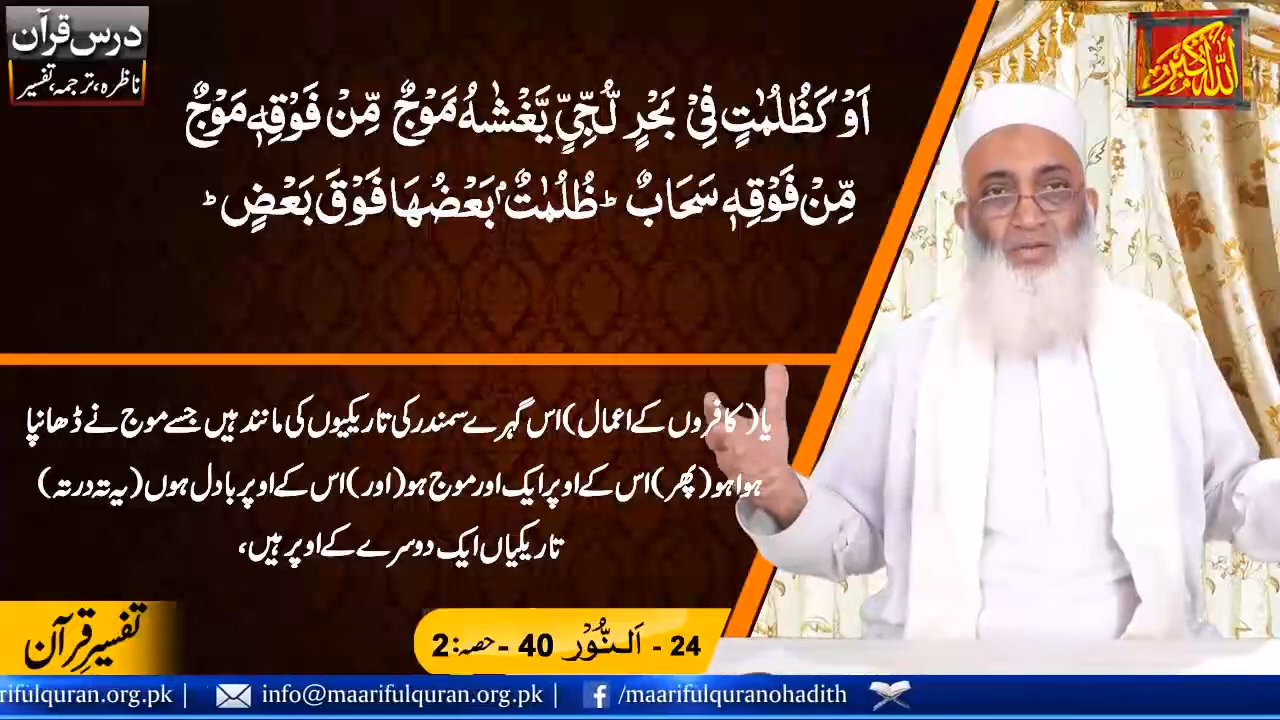 درس قرآن
ناظرہ، ترجمہ، تفسیر
اللہ اکبر
اَوْ كَظُلُمٰتٍ فِيْ بَحْرٍ لُّجِّيٍّ يَّغْشٰىهُ مَوْجٌ مِّنْ فَوْقِهٖ مَوْجٌ
مِّنْ فَوْقِهٖ سَحَابٌ ؕ ظُلُمٰتٌۢ بَعْضُهَا فَوْقَ بَعْضٍ ؕ
یا (کافروں کے اعمال) اس گہرے سمندر کی تاریکیوں کی مانند ہیں جسے موج نے ڈھانپا
ہوا ہو (پھر) اس کے اوپر ایک اور موج ہو (اور) اس کے اوپر بادل ہوں (یہ تہ در تہ)
تاریکیاں ایک دوسرے کے اوپر ہیں،
تفسیر قرآن
24 - اَلنُّوْر 40 - حصہ: 2
rifulquran.org.pk | info@maarifulquran.org.pk | /maarifulquranohadith